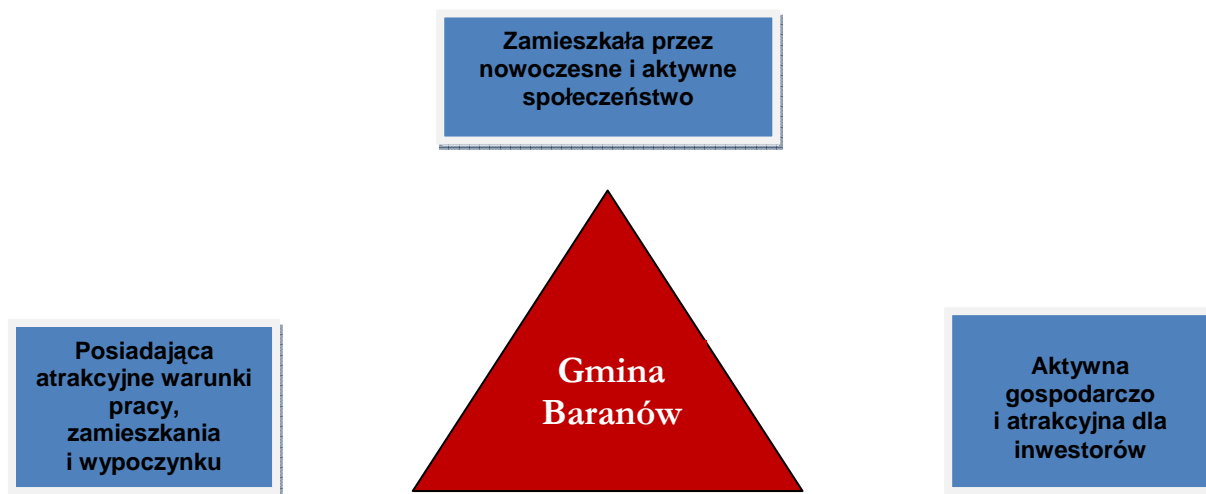 Zamieszkała przez
nowoczesne i aktywne
społeczeństwo
Posiadająca
atrakcyjne warunki
pracy,
zamieszkania
i wypoczynku
Gmina
Baranów
Aktywna
gospodarczo
i atrakcyjna dla
inwestorów